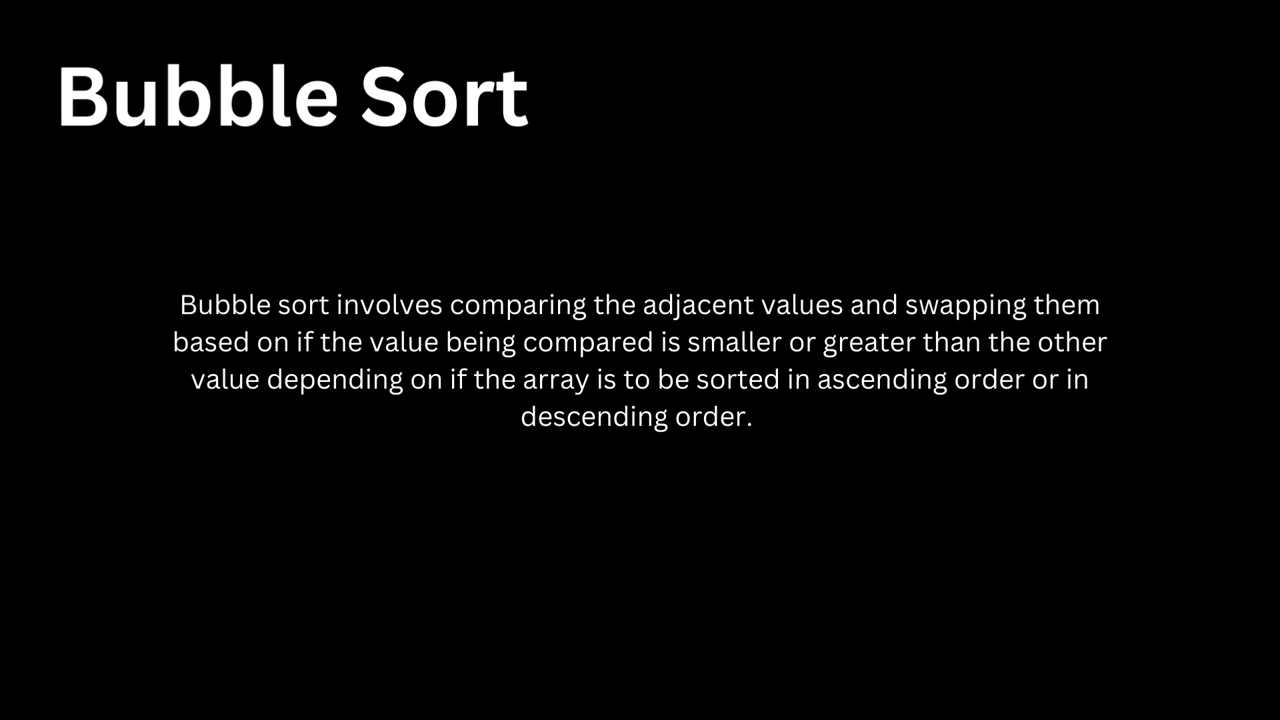 Bubble Sort
Bubble sort involves comparing the adjacent values and swapping them
based on if the value being compared is smaller or greater than the other
value depending on if the array is to be sorted in ascending order or in
descending order.